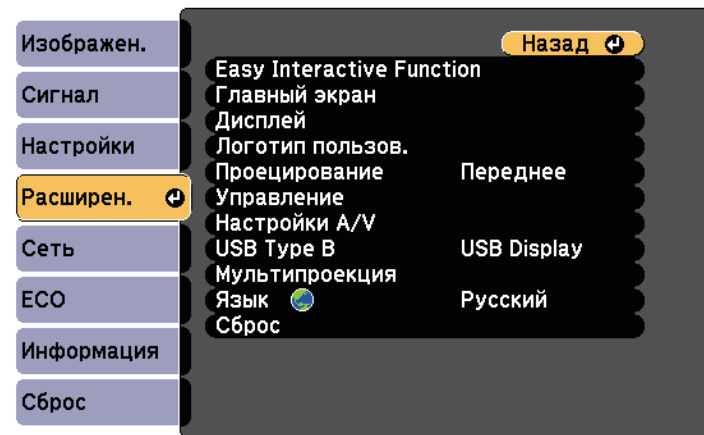 Изображен.
Сигнал
Настройки
Расширен.
Сеть
ECO
Информация
Сброс
Назад
Easy Interactive Function
Главный экран
Дисплей
Логотип пользов.
Проецирование Переднее
Управление
Настройки A/V
USB Type B USB Display
Мультипроекция
Язык Русский
Сброс